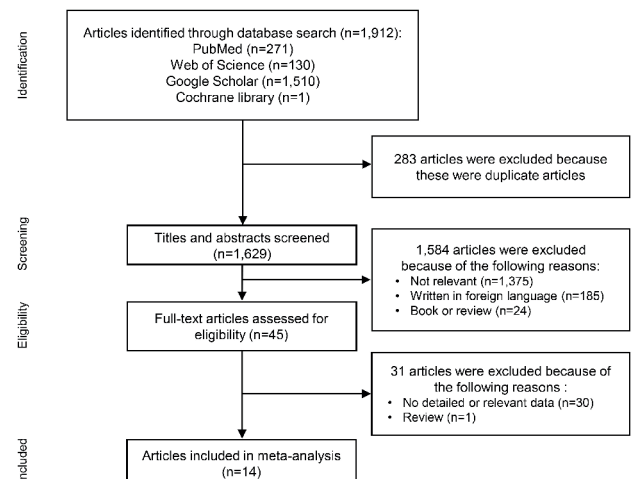 Identification
Articles identified through database search (n=1,912):
PubMed (n=271)
Web of Science (n=130)
Google Scholar (n=1,510)
Cochrane library (n=1)
283 articles were excluded because
these were duplicate articles
Screening
Titles and abstracts screened
(n=1,629)
1,584 articles were excluded
because of the following reasons:
• Not relevant (n=1,375)
• Written in foreign language (n=185)
• Book or review (n=24)
Eligibility
Full-text articles assessed for
eligibility (n=45)
31 articles were excluded because of
the following reasons :
• No detailed or relevant data (n=30)
• Review (n=1)
ncluded
Articles included in meta-analysis
(n=14)